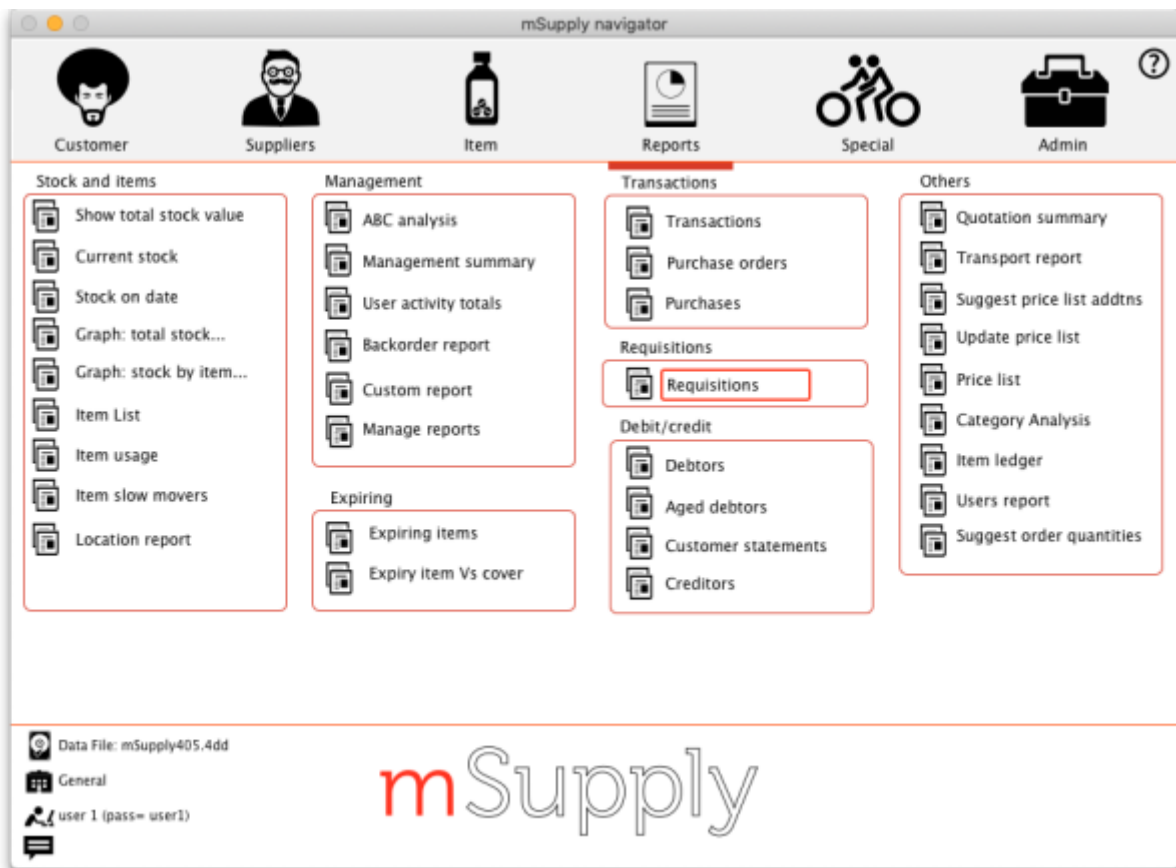 mSupply navigator
?
Customer
Suppliers
Item
Reports
Special
Admin
Stock and items
Show total stock value
Current stock
Stock on date
Graph: total stock...
Graph: stock by item...
Item List
Item usage
Item slow movers
Location report
Management
ABC analysis
Management summary
User activity totals
Backorder report
Custom report
Manage reports
Expiring
Expiring items
Expiry item Vs cover
Transactions
Transactions
Purchase orders
Purchases
Requisitions
Requisitions
Debit/credit
Debtors
Aged debtors
Customer statements
Creditors
Others
Quotation summary
Transport report
Suggest price list addtns
Update price list
Price list
Category Analysis
Item ledger
Users report
Suggest order quantities
Data File: mSupply405.4dd
General
user 1 (pass= user1)
mSupply